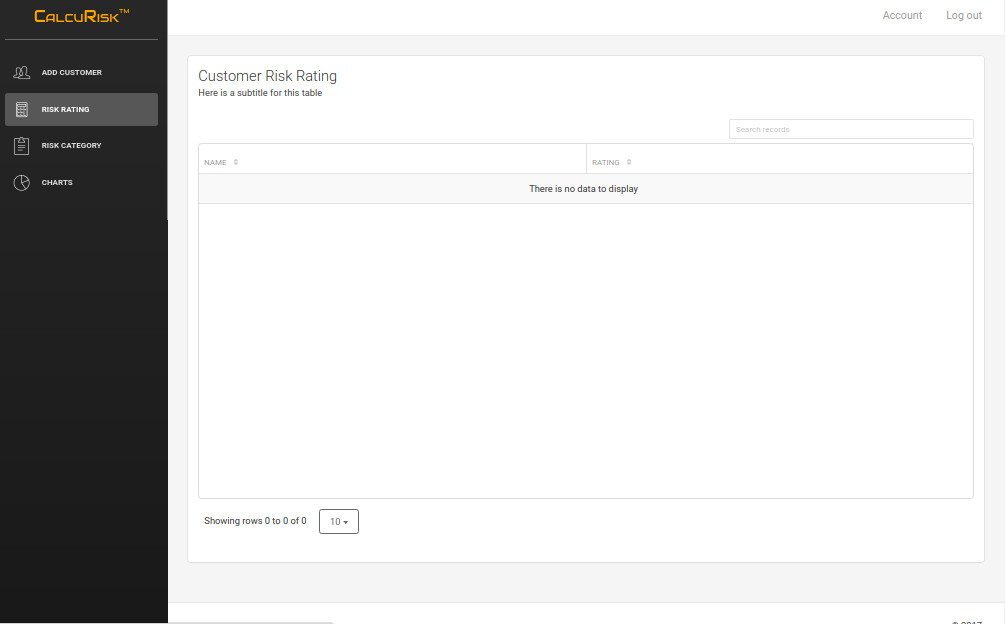 CalcuRisk™
Account Log out
ADD CUSTOMER
RISK RATING
RISK CATEGORY
CHARTS
Customer Risk Rating
Here is a subtitle for this table
Search records
NAME RATING
There is no data to display
Showing rows 0 to 0 of 0 10
© 2017